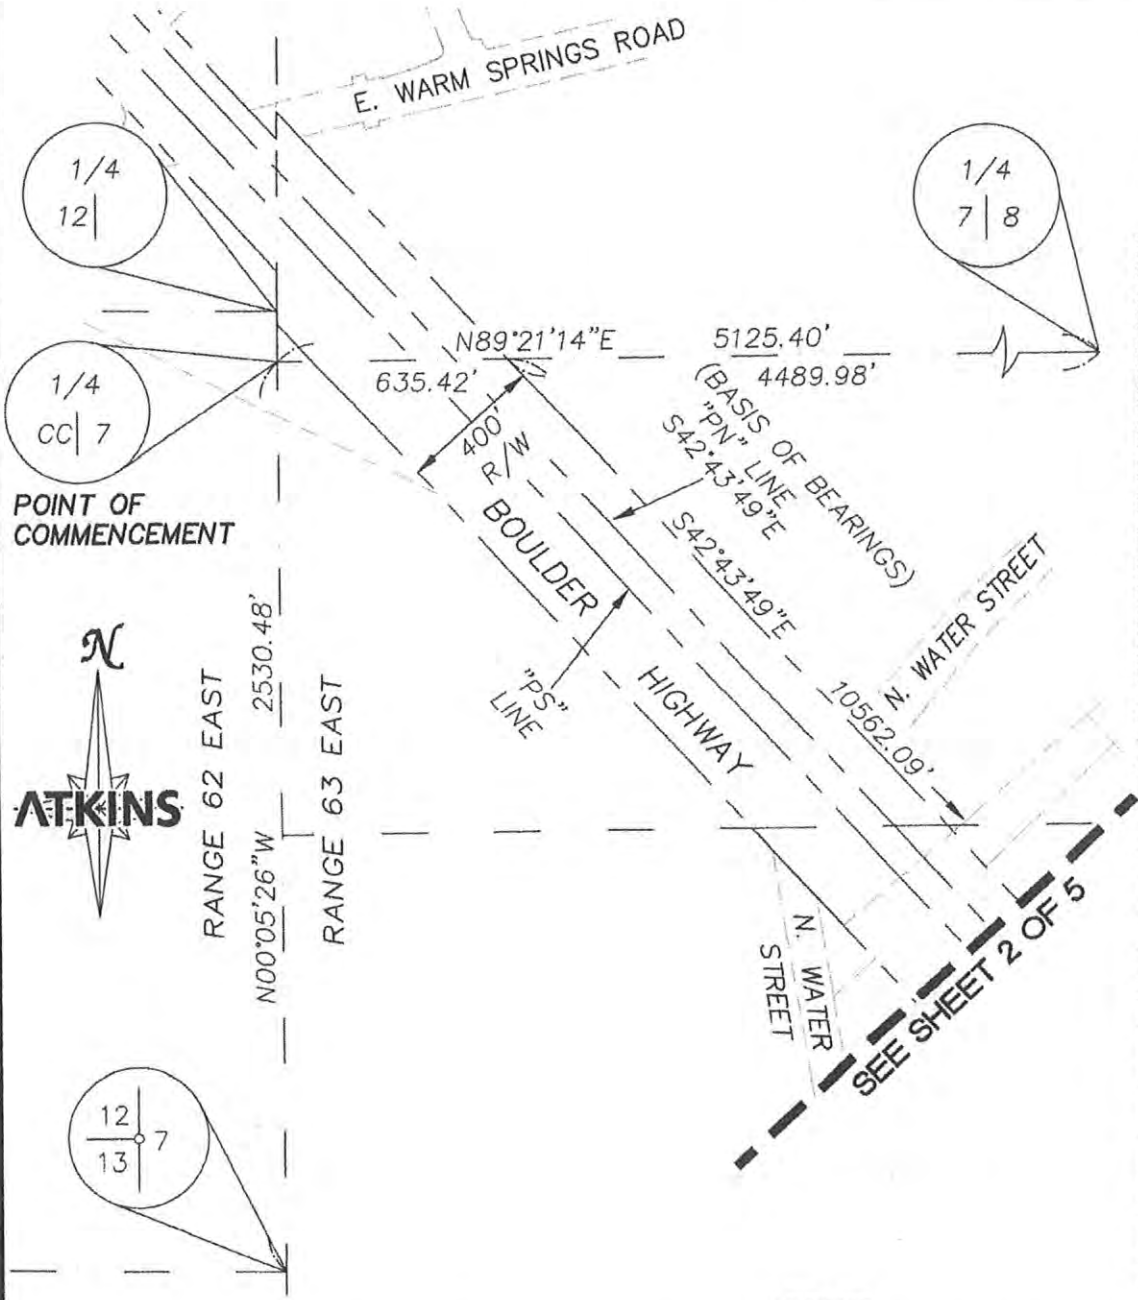 E. WARM SPRINGS ROAD
1/4
12
1/4
7 8
N89°21'14"E
5125.40'
635.42'
4489.98'
1/4
CC 7
POINT OF
COMMENCEMENT
400'
R/W
(BASIS OF BEARINGS)
"PN" LINE
S42°43'49"E
S42°43'49"E
BOULDER
HIGHWAY
"PS"
LINE
10562.09'
N. WATER STREET
N
ATKINS
RANGE 62 EAST
N00°05'26"W 2530.48'
RANGE 63 EAST
N. WATER
STREET
SEE SHEET 2 OF 5
12
7
13